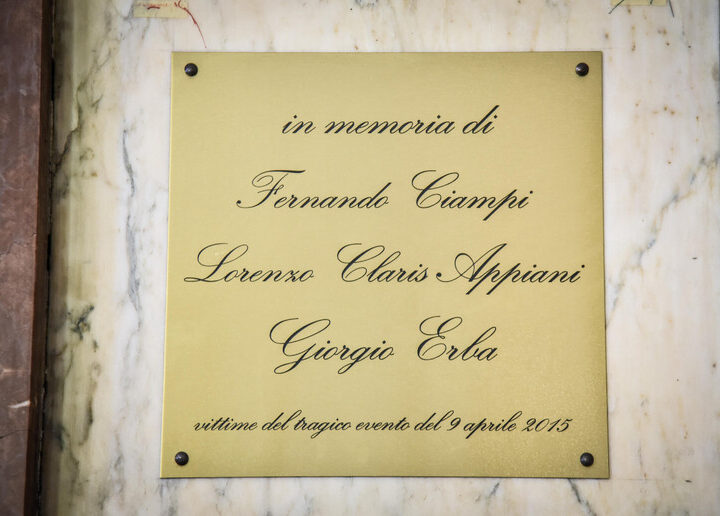 in memoria di
Fernando Ciampi
Lorenzo Claris Appiani
Giorgio Erba
vittime del tragico evento del 9 aprile 2015